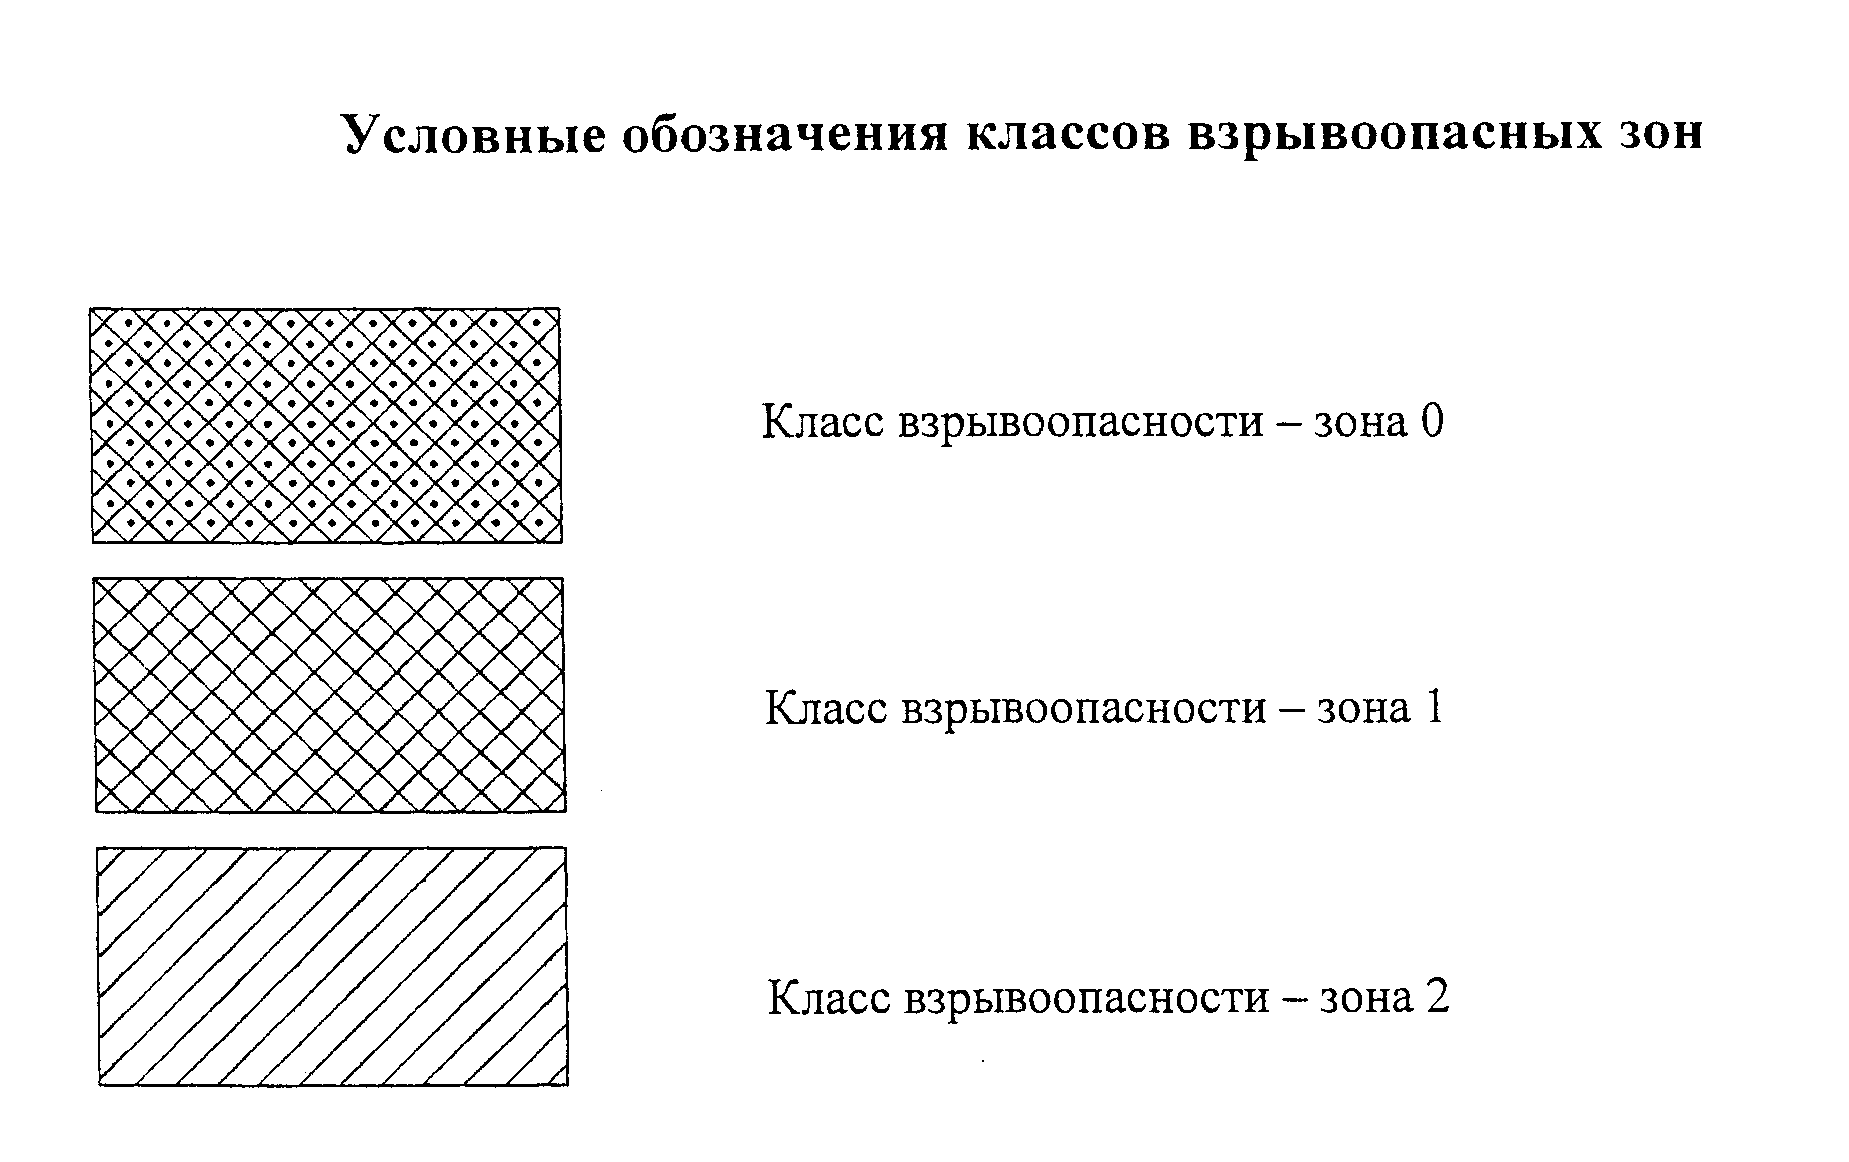 Условные обозначения классов взрывоопасных зон
Класс взрывоопасности – зона 0
Класс взрывоопасности – зона 1
Класс взрывоопасности – зона 2